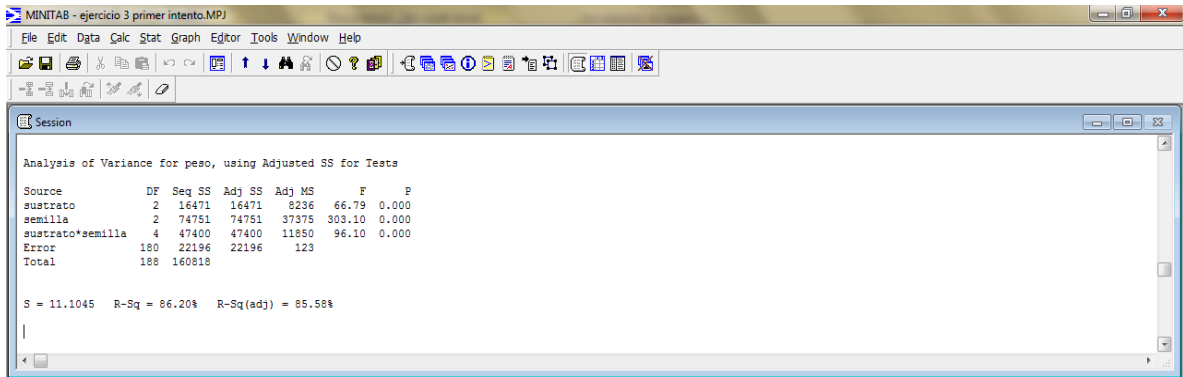 MINITAB - ejercicio 3 primer intento.MPJ
File Edit Data Calc Stat Graph Editor Tools Window Help
Session
Analysis of Variance for peso, using Adjusted SS for Tests
Source DF Seq SS Adj SS Adj MS F P
sustrato 2 16471 16471 8236 66.79 0.000
semilla 2 74751 74751 37375 303.10 0.000
sustrato*semilla 4 47400 47400 11850 96.10 0.000
Error 180 22196 22196 123
Total 188 160818
S = 11.1045 R-Sq = 86.20% R-Sq(adj) = 85.58%